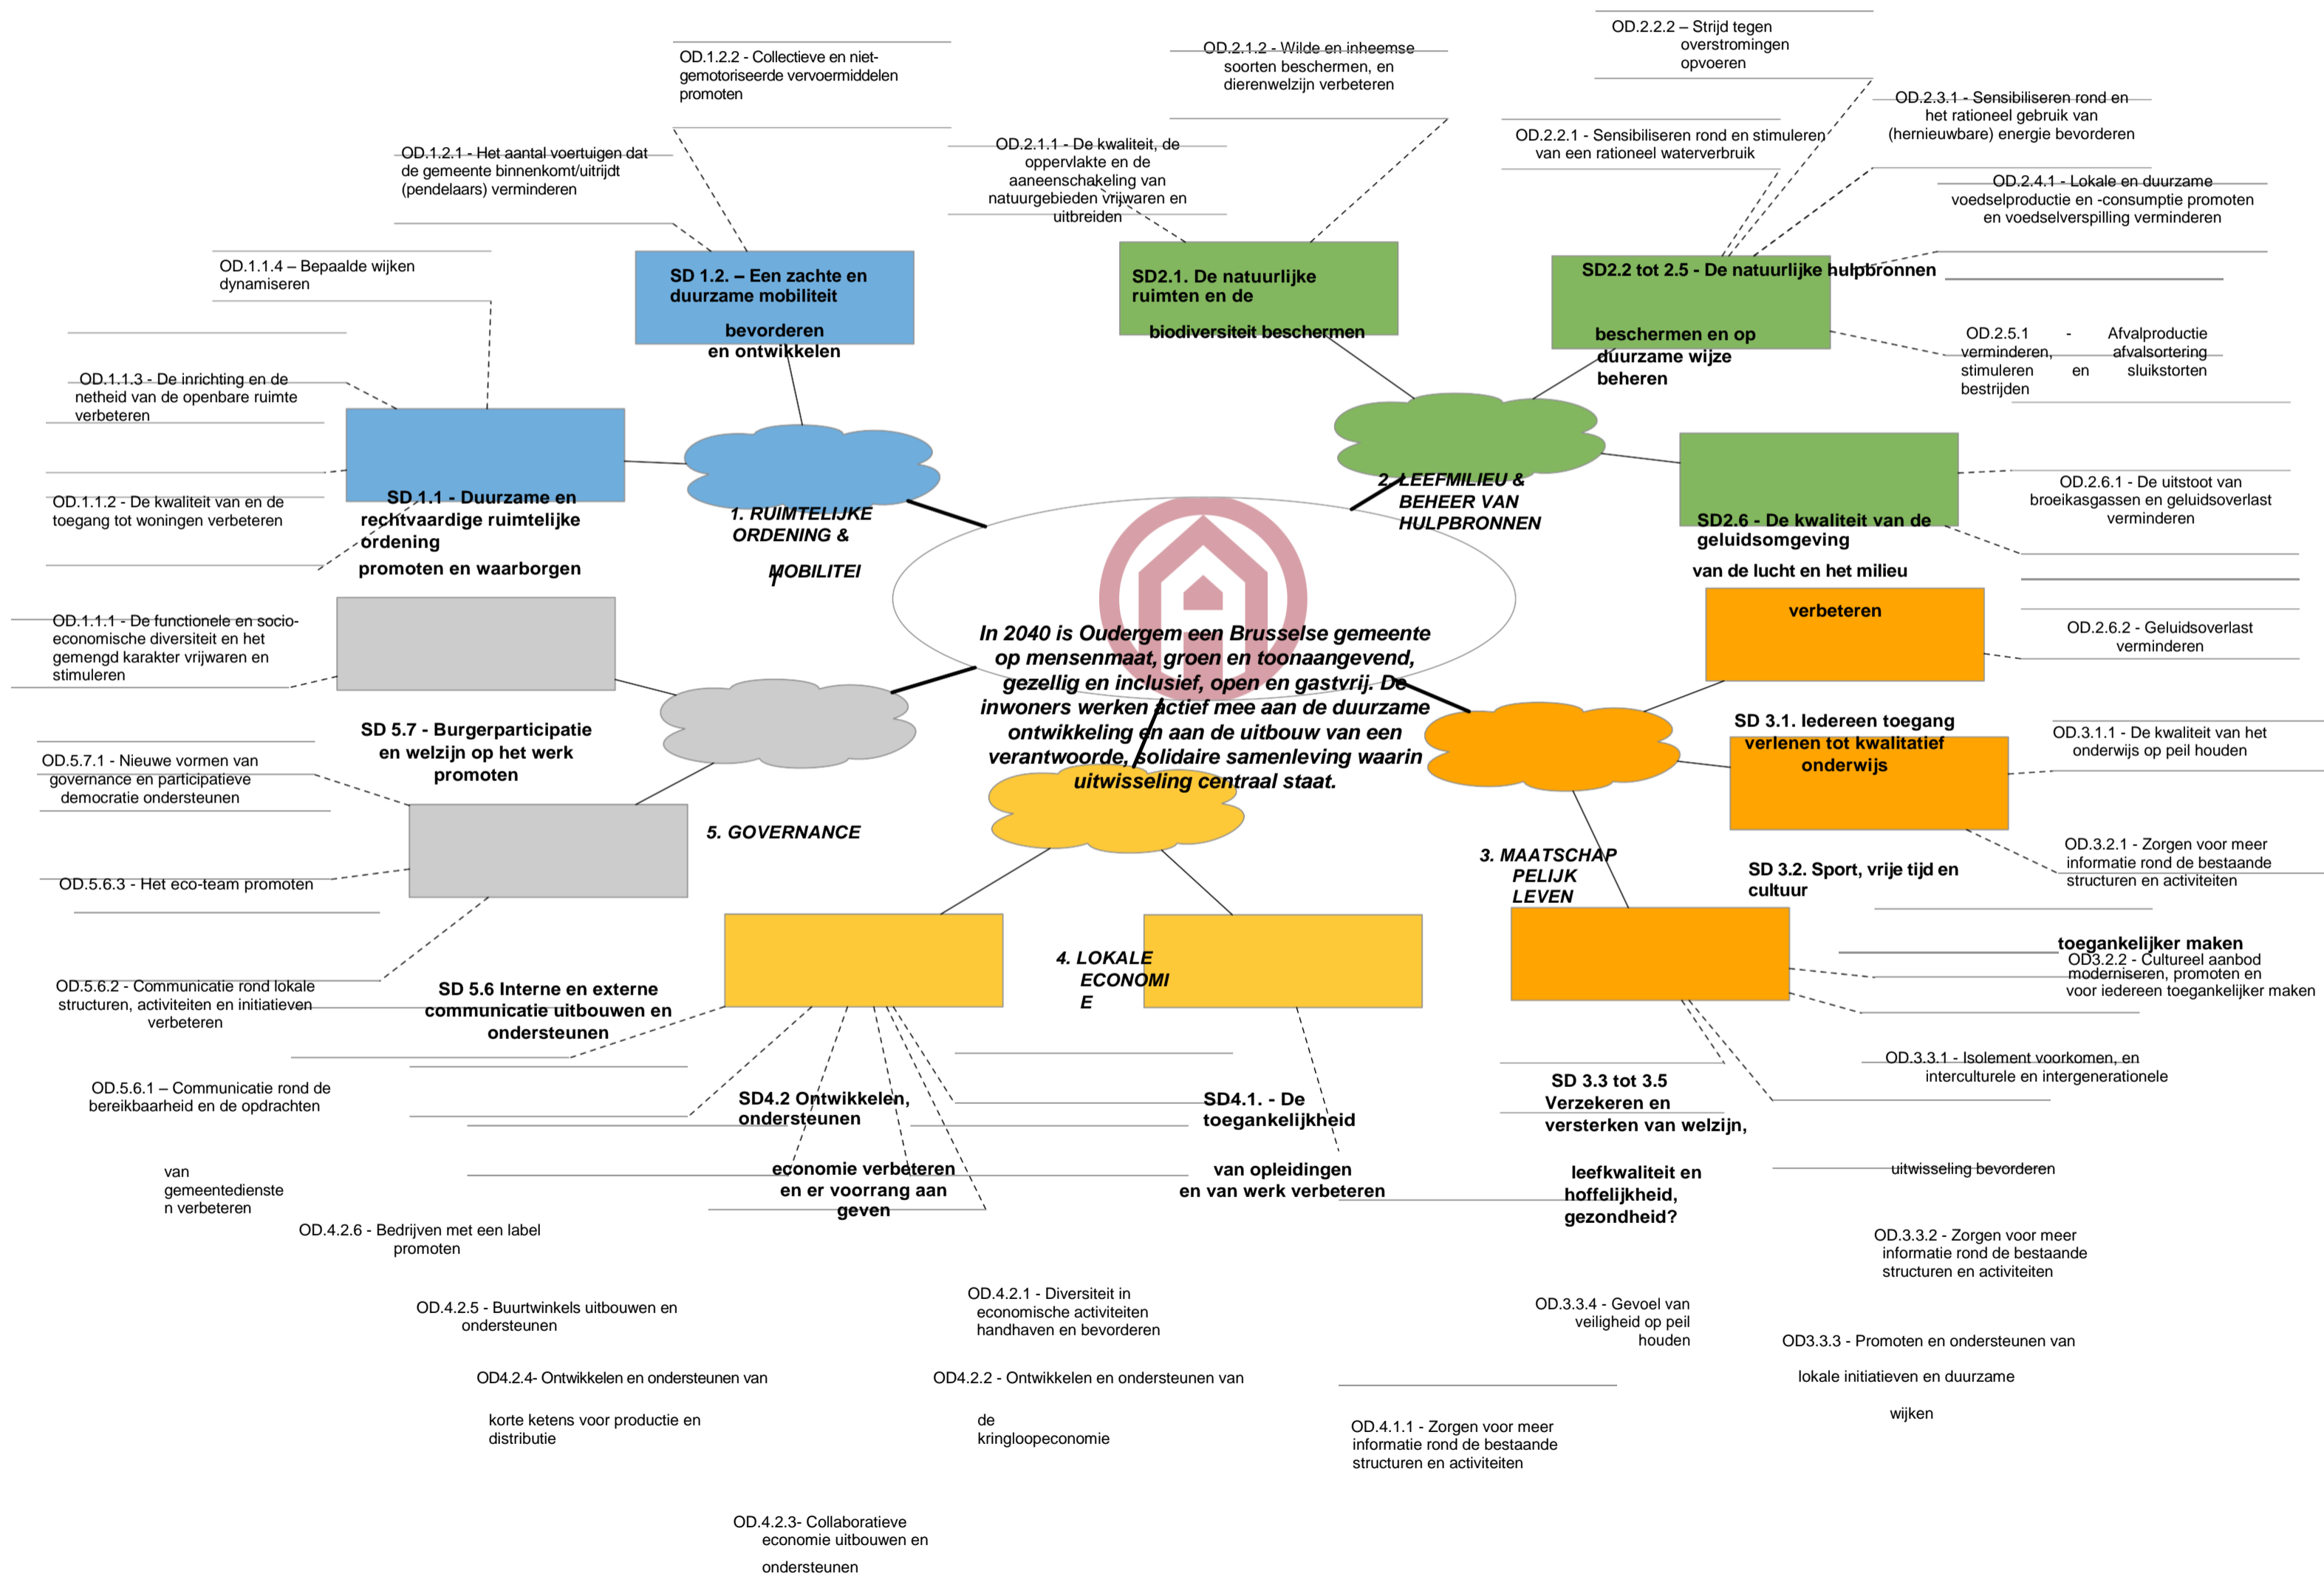 OD.2.2.2 – Strijd tegen
overstromingen
opvoeren
OD.1.2.2 - Collectieve en niet-
gemotoriseerde vervoermiddelen
promoten
OD.2.1.2 - Wilde en inheemse
soorten beschermen, en
dierenwelzijn verbeteren
OD.2.3.1 - Sensibiliseren rond en
het rationeel gebruik van
(hernieuwbare) energie bevorderen
OD.2.2.1 - Sensibiliseren rond en stimuleren
van een rationeel waterverbruik
OD.2.1.1 - De kwaliteit, de
oppervlakte en de
aaneenschakeling van
natuurgebieden vrijwaren en
uitbreiden
OD.1.2.1 - Het aantal voertuigen dat
de gemeente binnenkomt/uitrijdt
(pendelaars) verminderen
OD.2.4.1 - Lokale en duurzame
voedselproductie en -consumptie promoten
en voedselverspilling verminderen
OD.1.1.4 – Bepaalde wijken
dynamiseren
SD 1.2. – Een zachte en
duurzame mobiliteit
bevorderen
en ontwikkelen
SD2.1. De natuurlijke
ruimten en de
biodiversiteit beschermen
SD2.2 tot 2.5 - De natuurlijke hulpbronnen
beschermen en op
duurzame wijze
beheren
OD.2.5.1 - Afvalproductie
verminderen, afvalsortering
stimuleren en sluikstorten
bestrijden
OD.1.1.3 - De inrichting en de
netheid van de openbare ruimte
verbeteren
OD.1.1.2 - De kwaliteit van en de
toegang tot woningen verbeteren
SD 1.1 - Duurzame en
rechtvaardige ruimtelijke
ordening
promoten en waarborgen
1. RUIMTELIJKE
ORDENING &
MOBILITEI
T
2. LEEFMILIEU &
BEHEER VAN
HULPBRONNEN
SD2.6 - De kwaliteit van de
geluidsomgeving
van de lucht en het milieu
verbeteren
OD.2.6.1 - De uitstoot van
broeikasgassen en geluidsoverlast
verminderen
OD.1.1.1 - De functionele en socio-
economische diversiteit en het
gemengd karakter vrijwaren en
stimuleren
OD.2.6.2 - Geluidsoverlast
verminderen
In 2040 is Oudergem een Brusselse gemeente
op mensenmaat, groen en toonaangevend,
gezellig en inclusief, open en gastvrij. De
inwoners werken actief mee aan de duurzame
ontwikkeling en aan de uitbouw van een
verantwoorde, solidaire samenleving waarin
uitwisseling centraal staat.
SD 5.7 - Burgerparticipatie
en welzijn op het werk
promoten
SD 3.1. Iedereen toegang
verlenen tot kwalitatief
onderwijs
OD.3.1.1 - De kwaliteit van het
onderwijs op peil houden
OD.5.7.1 - Nieuwe vormen van
governance en participatieve
democratie ondersteunen
5. GOVERNANCE
3. MAATSCHAP
PELIJK
LEVEN
SD 3.2. Sport, vrije tijd en
cultuur
toegankelijker maken
OD.3.2.1 - Zorgen voor meer
informatie rond de bestaande
structuren en activiteiten
OD.5.6.3 - Het eco-team promoten
OD3.2.2 - Cultureel aanbod
moderniseren, promoten en
voor iedereen toegankelijker maken
4. LOKALE
ECONOMI
E
OD.5.6.2 - Communicatie rond lokale
structuren, activiteiten en initiatieven
verbeteren
SD 5.6 Interne en externe
communicatie uitbouwen en
ondersteunen
OD.3.3.1 - Isolement voorkomen, en
interculturele en intergenerationele
uitwisseling bevorderen
OD.5.6.1 – Communicatie rond de
bereikbaarheid en de opdrachten
van
gemeentedienste
n verbeteren
SD4.2 Ontwikkelen,
ondersteunen
economie verbeteren
en er voorrang aan
geven
SD4.1. - De
toegankelijkheid
van opleidingen
en van werk verbeteren
SD 3.3 tot 3.5
Verzekeren en
versterken van welzijn,
leefkwaliteit en
hoffelijkheid,
gezondheid?
OD.4.2.6 - Bedrijven met een label
promoten
OD.3.3.2 - Zorgen voor meer
informatie rond de bestaande
structuren en activiteiten
OD.4.2.5 - Buurtwinkels uitbouwen en
ondersteunen
OD.4.2.1 - Diversiteit in
economische activiteiten
handhaven en bevorderen
OD.3.3.4 - Gevoel van
veiligheid op peil
houden
OD3.3.3 - Promoten en ondersteunen van
lokale initiatieven en duurzame
wijken
OD4.2.4- Ontwikkelen en ondersteunen van
korte ketens voor productie en
distributie
OD4.2.2 - Ontwikkelen en ondersteunen van
de
kringloopeconomie
OD.4.1.1 - Zorgen voor meer
informatie rond de bestaande
structuren en activiteiten
OD.4.2.3- Collaboratieve
economie uitbouwen en
ondersteunen